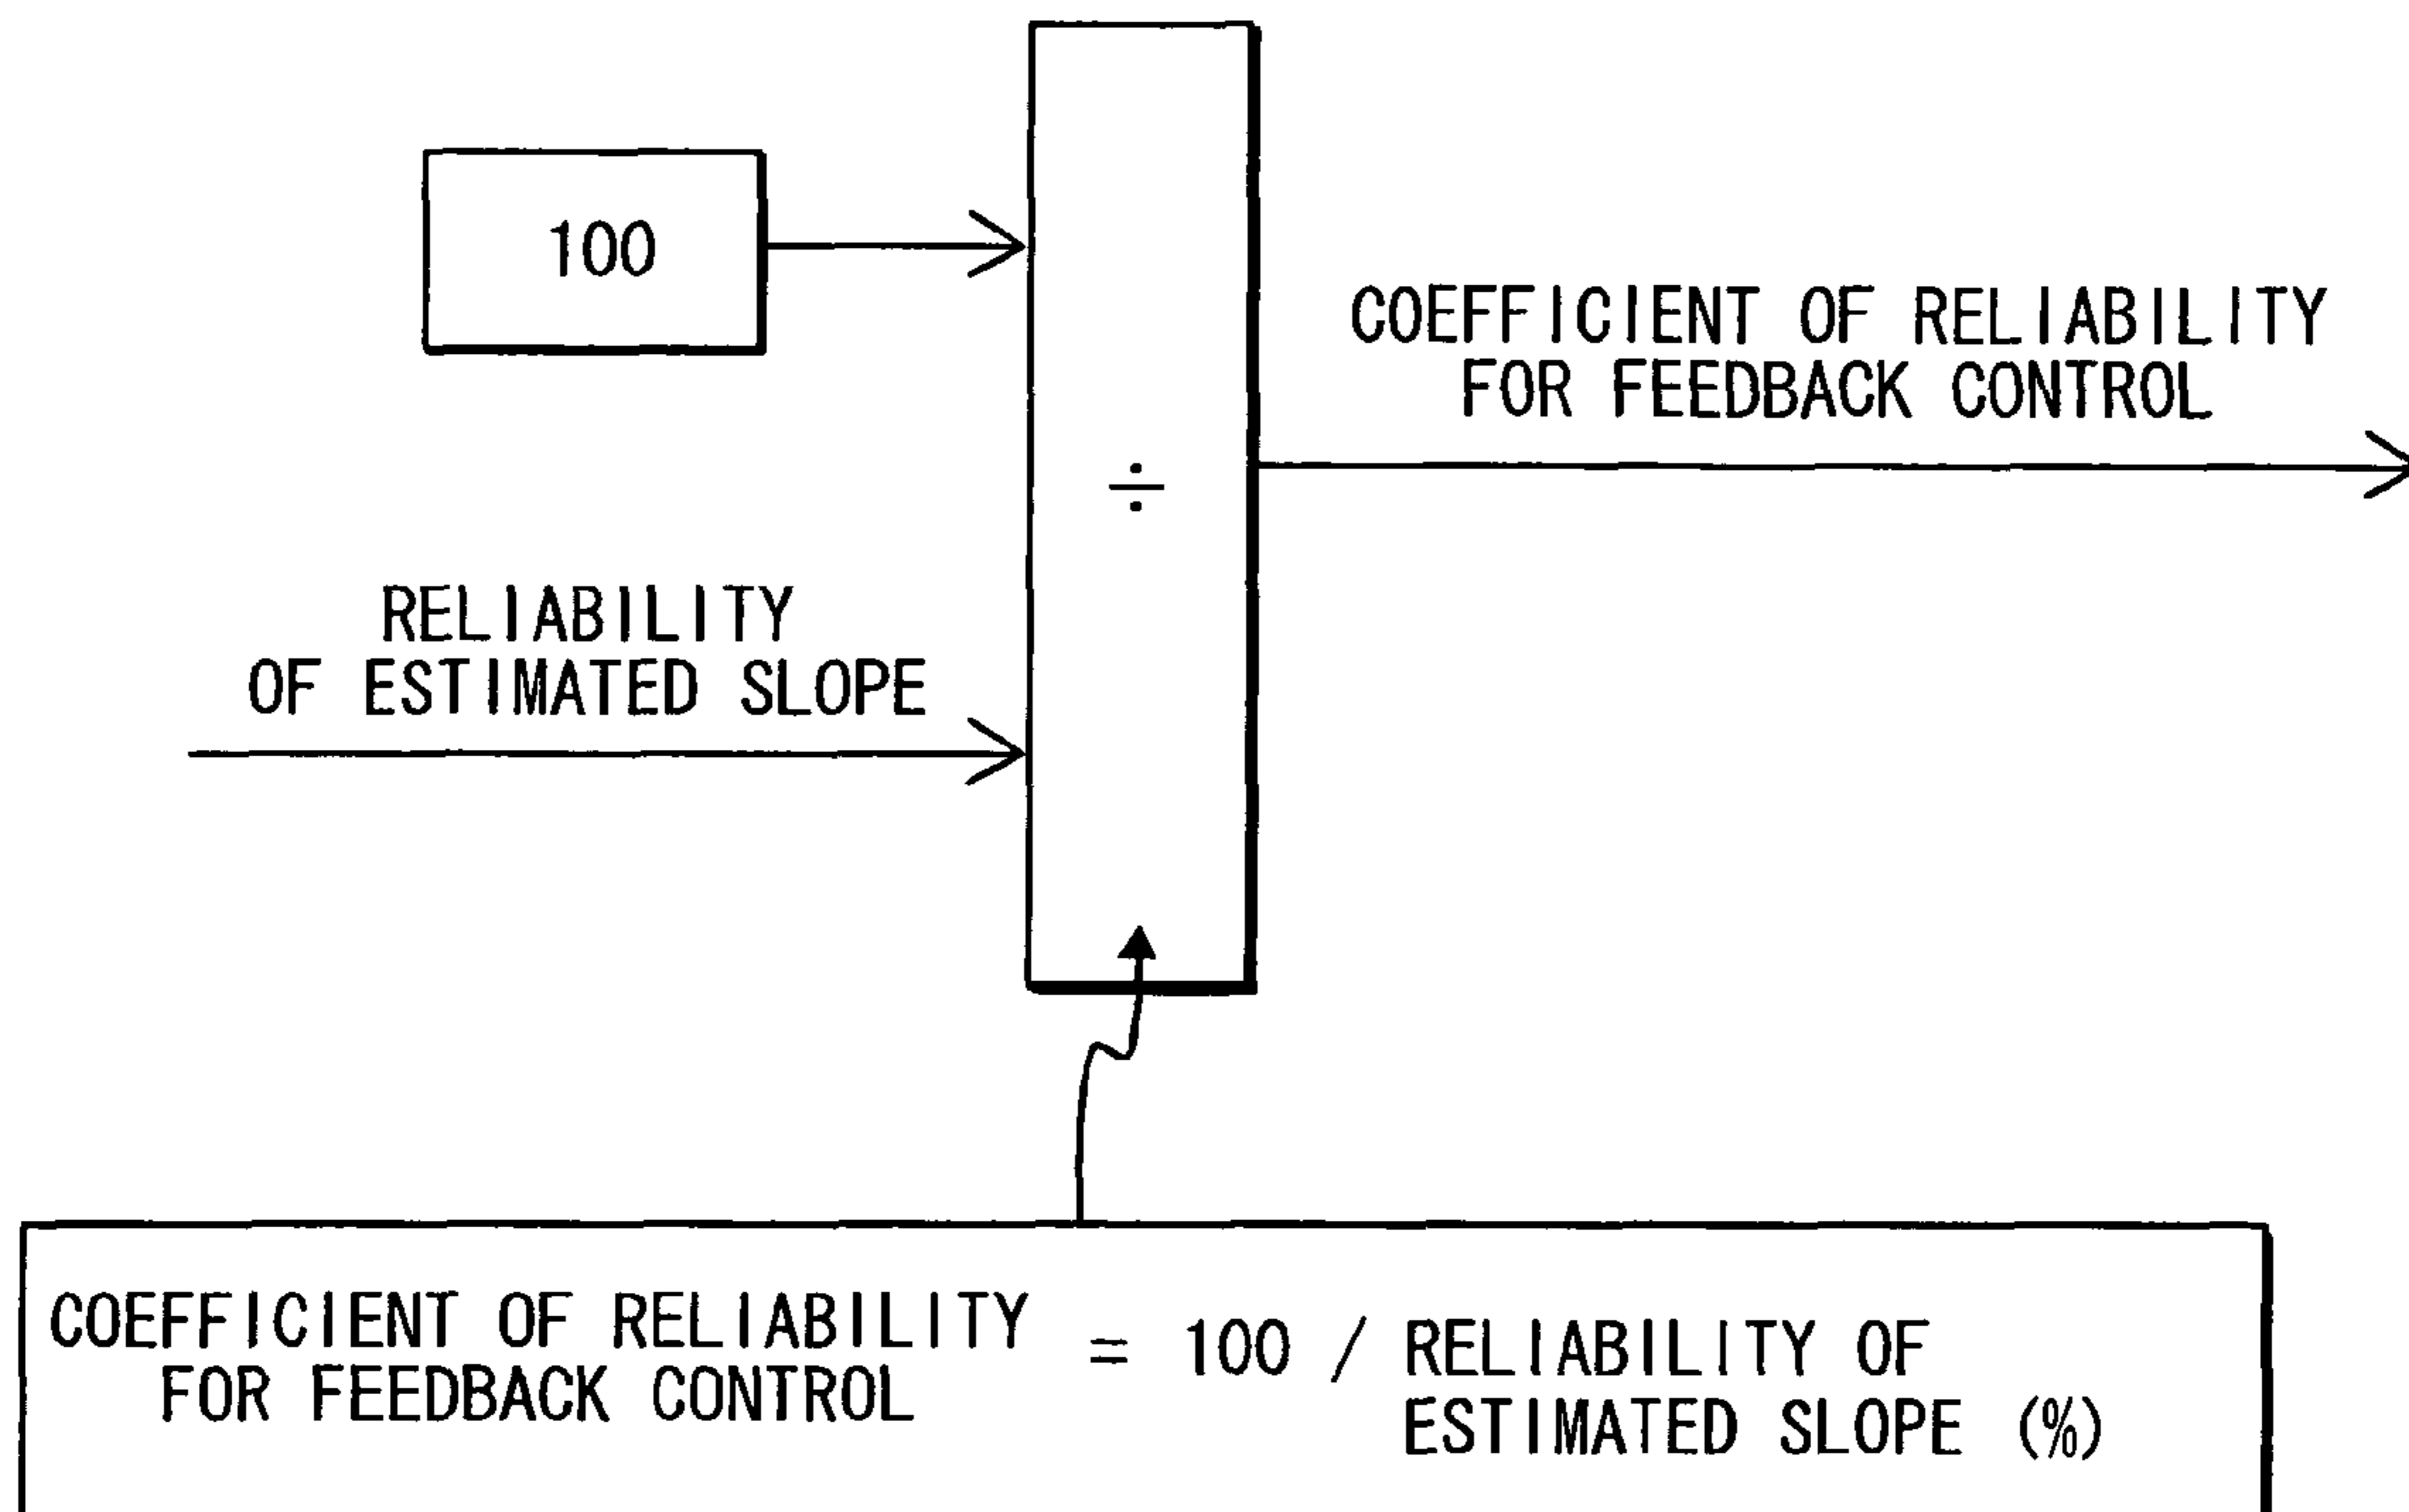 100
COEFFICIENT OF RELIABILITY
FOR FEEDBACK CONTROL
÷
RELIABILITY
OF ESTIMATED SLOPE
COEFFICIENT OF RELIABILITY
FOR FEEDBACK CONTROL
= 100 / RELIABILITY OF
ESTIMATED SLOPE (%)